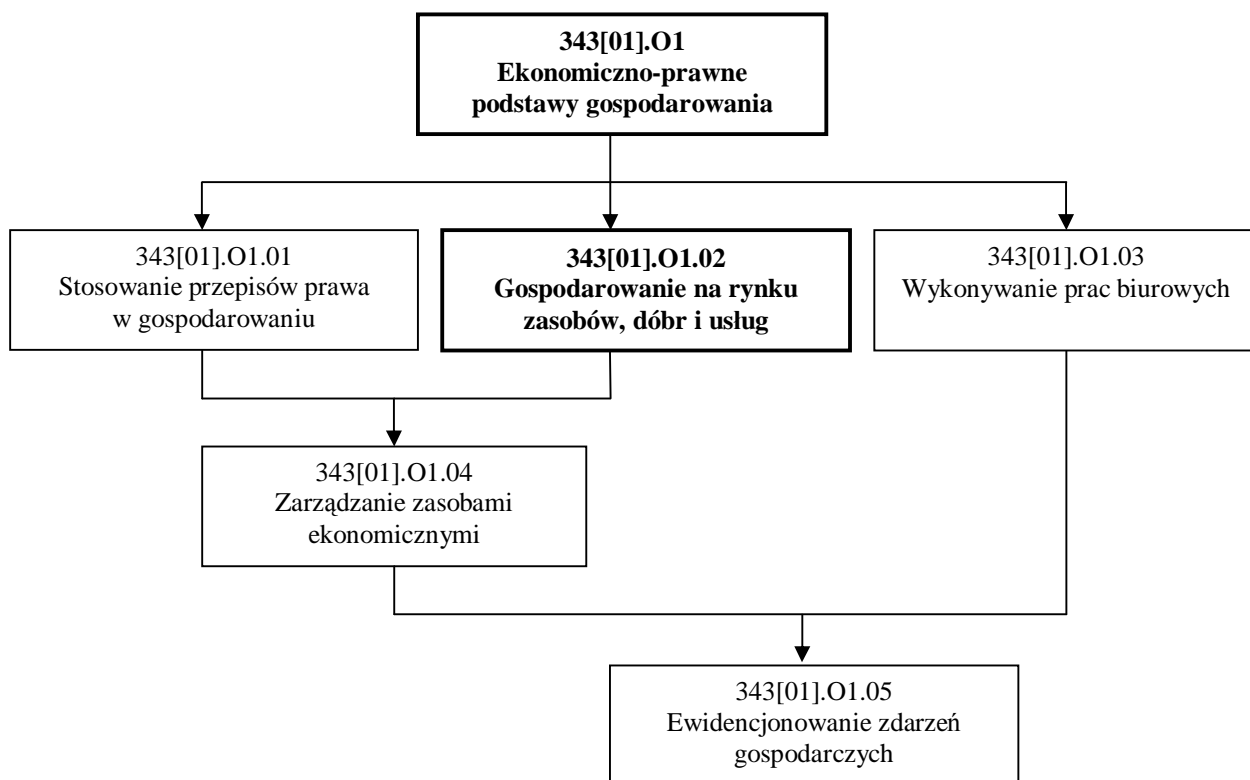 343[01].O1
Ekonomiczno-prawne
podstawy gospodarowania
343[01].O1.01
Stosowanie przepisów prawa
w gospodarowaniu
343[01].O1.02
Gospodarowanie na rynku
zasobów, dóbr i usług
343[01].O1.03
Wykonywanie prac biurowych
343[01].O1.04
Zarządzanie zasobami
ekonomicznymi
343[01].O1.05
Ewidencjonowanie zdarzeń
gospodarczych